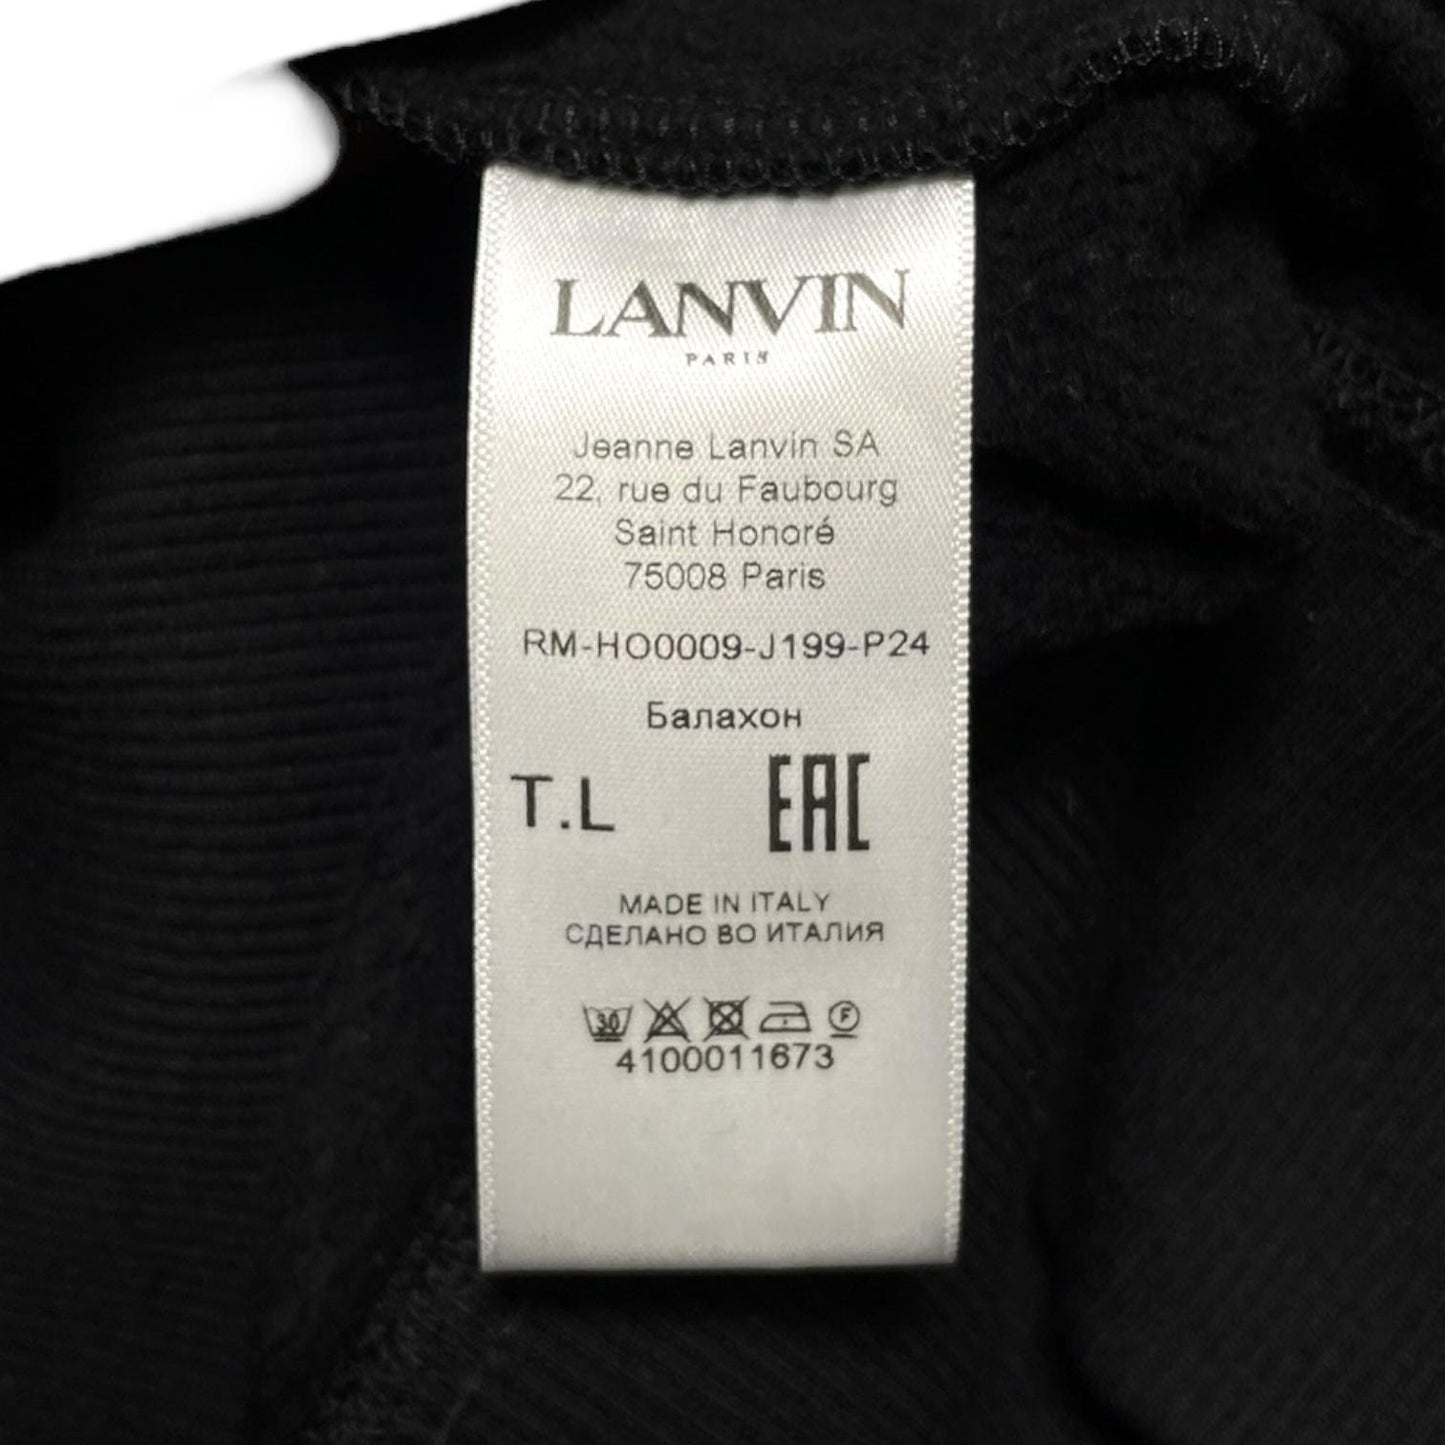 LANVIN
PARIS
Jeanne Lanvin SA
22, rue du Faubourg
Saint Honoré
75008 Paris
RM-HO0009-J199-P24
Балахон
T.L EAC
MADE IN ITALY
СДЕЛАНО ВО ИТАЛИЯ
30 F
4100011673